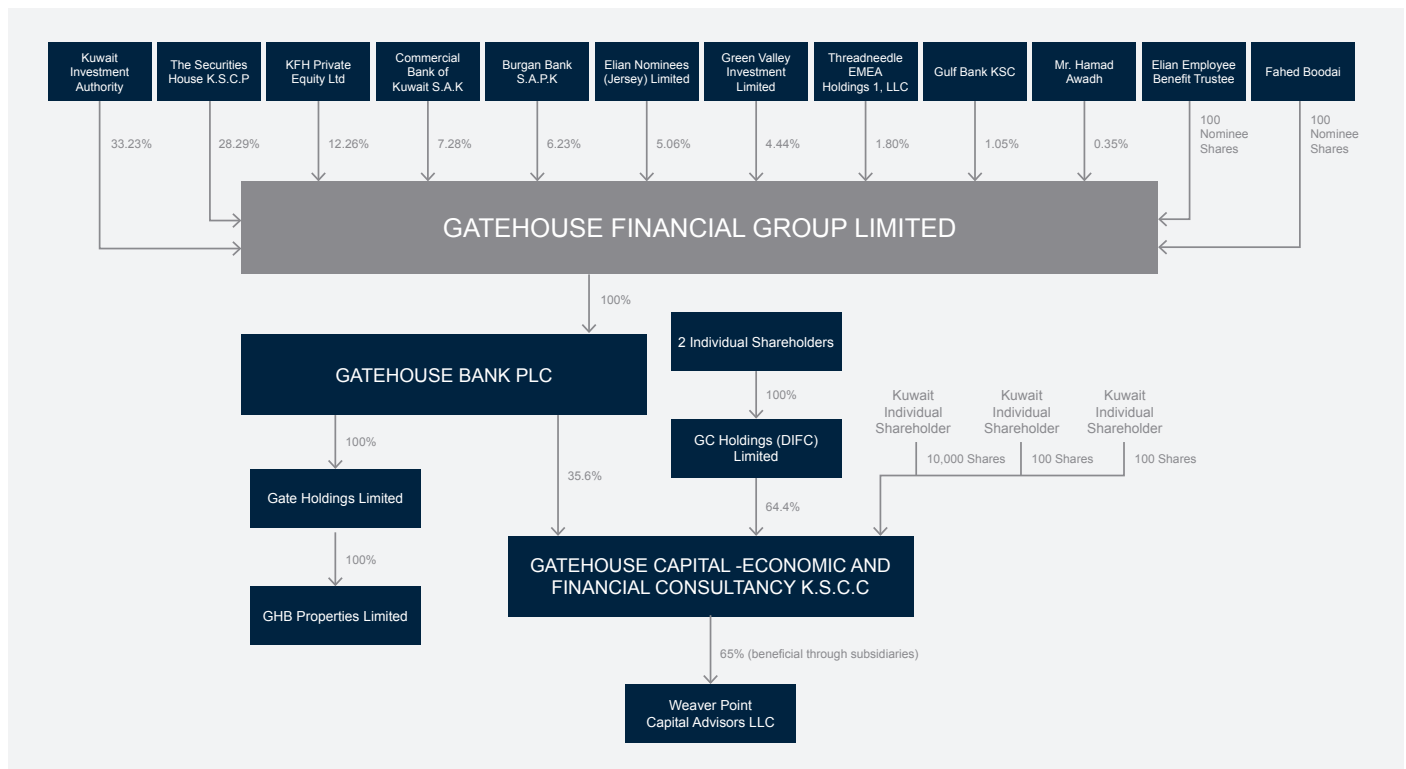 Kuwait
Investment
Authority
The Securities
House K.S.C.P
KFH Private
Equity Ltd
Commercial
Bank of
Kuwait S.A.K
Burgan Bank
S.A.P.K
Elian Nominees
(Jersey) Limited
Green Valley
Investment
Limited
Threadneedle
EMEA
Holdings 1, LLC
Gulf Bank KSC
Mr. Hamad
Awadh
Elian Employee
Benefit Trustee
Fahed Boodai
33.23%
28.29%
12.26%
7.28%
6.23%
5.06%
4.44%
1.80%
1.05%
0.35%
100
Nominee
Shares
100
Nominee
Shares
GATEHOUSE FINANCIAL GROUP LIMITED
100%
GATEHOUSE BANK PLC
2 Individual Shareholders
100%
GC Holdings (DIFC)
Limited
Kuwait
Individual
Shareholder
Kuwait
Individual
Shareholder
Kuwait
Individual
Shareholder
10,000 Shares
100 Shares
100 Shares
100%
35.6%
64.4%
Gate Holdings Limited
100%
GHB Properties Limited
GATEHOUSE CAPITAL -ECONOMIC AND
FINANCIAL CONSULTANCY K.S.C.C
65% (beneficial through subsidiaries)
Weaver Point
Capital Advisors LLC